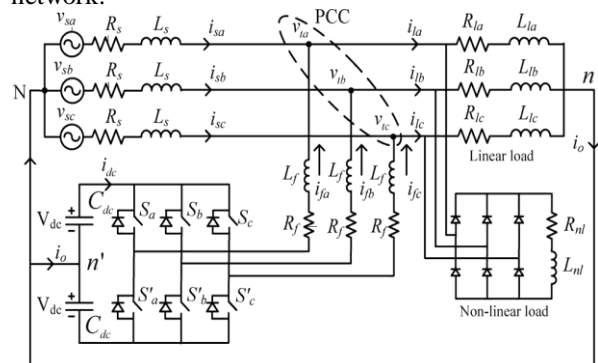 network.
PCC
v_sa R_s L_s i_sa v_ta i_la R_la L_la
N v_sb R_s L_s i_sb v_tb i_lb R_lb L_lb n
v_sc R_s L_s i_sc v_tc i_lc R_lc L_lc
Linear load i_o
i_dc L_f i_fa L_f i_fb L_f i_fc
V_dc C_dc S_a S_b S_c R_f R_f R_f R_nl
i_o n' L_nl
V_dc C_dc S'_a S'_b S'_c
Non-linear load